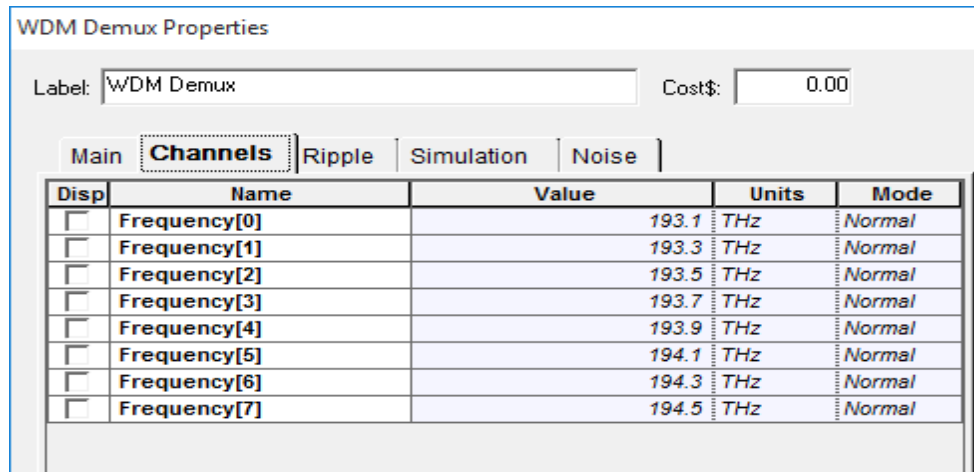 WDM Demux Properties
Label: WDM Demux Cost$: 0.00
Main Channels Ripple Simulation Noise
Disp Name Value Units Mode
Frequency[0] 193.1 THz Normal
Frequency[1] 193.3 THz Normal
Frequency[2] 193.5 THz Normal
Frequency[3] 193.7 THz Normal
Frequency[4] 193.9 THz Normal
Frequency[5] 194.1 THz Normal
Frequency[6] 194.3 THz Normal
Frequency[7] 194.5 THz Normal